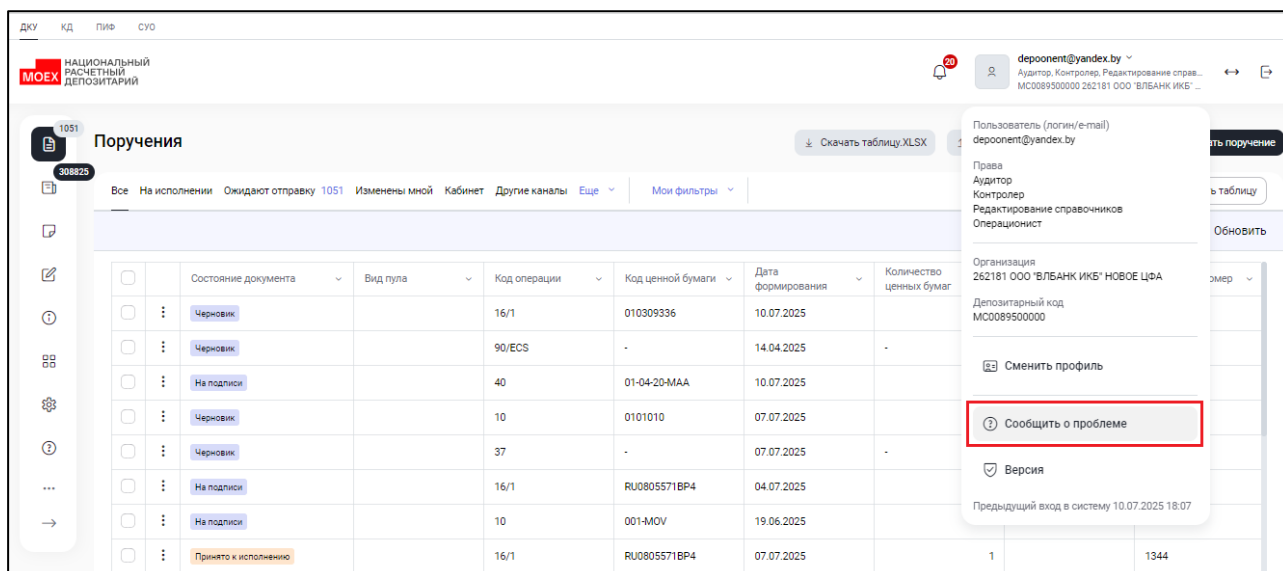 ДКУ КД ПИФ СУО
MOEX НАЦИОНАЛЬНЫЙ
РАСЧЕТНЫЙ
ДЕПОЗИТАРИЙ
20
depoonent@yandex.by
Аудитор, Контролер, Редактирование справ...
MC0089500000 262181 ООО "ВЛБАНК ИКБ" ...
1051
308825
Поручения
Скачать таблицу.XLSX
ать поручение
Все На исполнении Ожидают отправку 1051 Изменены мной Кабинет Другие каналы Еще Мои фильтры
ь таблицу
Обновить
Состояние документа Вид пула Код операции Код ценной бумаги Дата формирования Количество ценных бумаг омер
Черновик 16/1 010309336 10.07.2025
Черновик 90/ECS - 14.04.2025 -
На подписи 40 01-04-20-MAA 10.07.2025
Черновик 10 0101010 07.07.2025
Черновик 37 - 07.07.2025 -
На подписи 16/1 RU0805571BP4 04.07.2025
На подписи 10 001-MOV 19.06.2025
Принято к исполнению 16/1 RU0805571BP4 07.07.2025 1 1344
Пользователь (логин/e-mail)
depoonent@yandex.by
Права
Аудитор
Контролер
Редактирование справочников
Операционист
Организация
262181 ООО "ВЛБАНК ИКБ" НОВОЕ ЦФА
Депозитарный код
MC0089500000
Сменить профиль
Сообщить о проблеме
Версия
Предыдущий вход в систему 10.07.2025 18:07